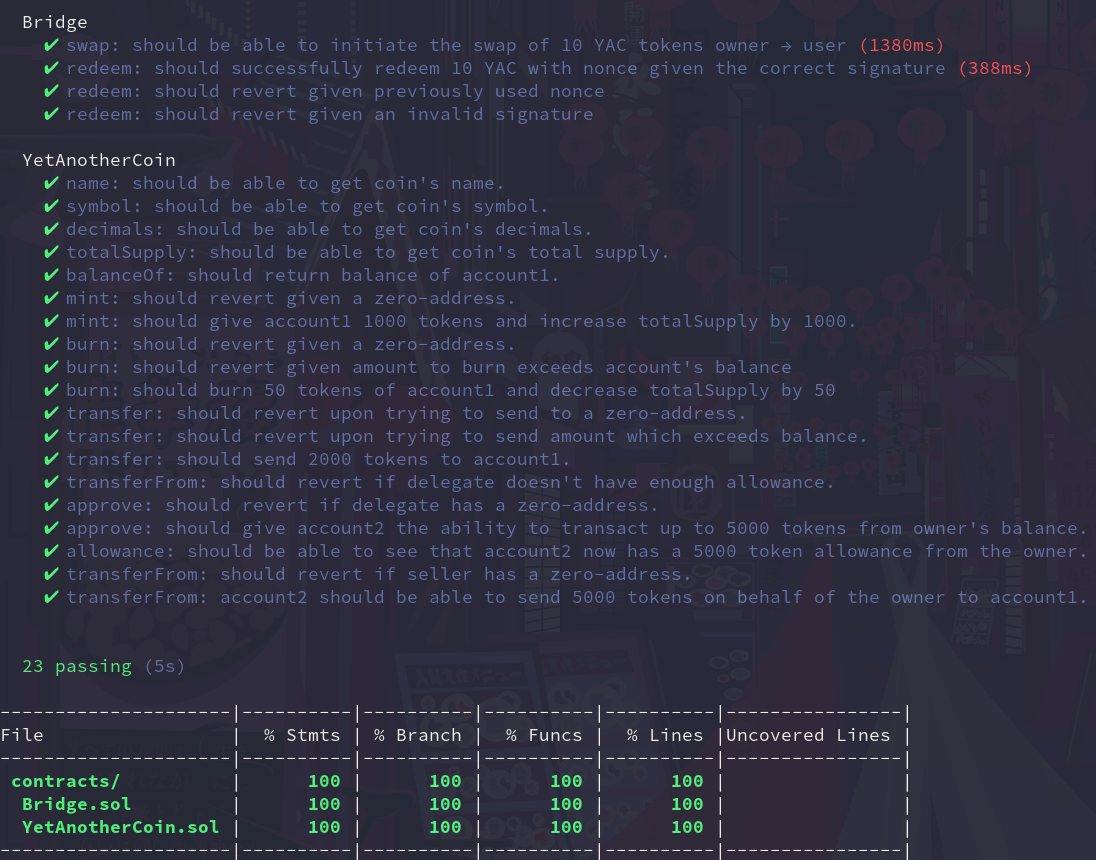 Bridge
✔ swap: should be able to initiate the swap of 10 YAC tokens owner → user (1380ms)
✔ redeem: should successfully redeem 10 YAC with nonce given the correct signature (388ms)
✔ redeem: should revert given previously used nonce
✔ redeem: should revert given an invalid signature
YetAnotherCoin
✔ name: should be able to get coin's name.
✔ symbol: should be able to get coin's symbol.
✔ decimals: should be able to get coin's decimals.
✔ totalSupply: should be able to get coin's total supply.
✔ balanceOf: should return balance of account1.
✔ mint: should revert given a zero-address.
✔ mint: should give account1 1000 tokens and increase totalSupply by 1000.
✔ burn: should revert given a zero-address.
✔ burn: should revert given amount to burn exceeds account's balance
✔ burn: should burn 50 tokens of account1 and decrease totalSupply by 50
✔ transfer: should revert upon trying to send to a zero-address.
✔ transfer: should revert upon trying to send amount which exceeds balance.
✔ transfer: should send 2000 tokens to account1.
✔ transferFrom: should revert if delegate doesn't have enough allowance.
✔ approve: should revert if delegate has a zero-address.
✔ approve: should give account2 the ability to transact up to 5000 tokens from owner's balance.
✔ allowance: should be able to see that account2 now has a 5000 token allowance from the owner.
✔ transferFrom: should revert if seller has a zero-address.
✔ transferFrom: account2 should be able to send 5000 tokens on behalf of the owner to account1.
23 passing (5s)
---------------------|----------|----------|----------|----------|----------------|
File                 |  % Stmts | % Branch |  % Funcs |  % Lines |Uncovered Lines |
---------------------|----------|----------|----------|----------|----------------|
 contracts/          |      100 |      100 |      100 |      100 |                |
  Bridge.sol         |      100 |      100 |      100 |      100 |                |
  YetAnotherCoin.sol |      100 |      100 |      100 |      100 |                |
---------------------|----------|----------|----------|----------|----------------|